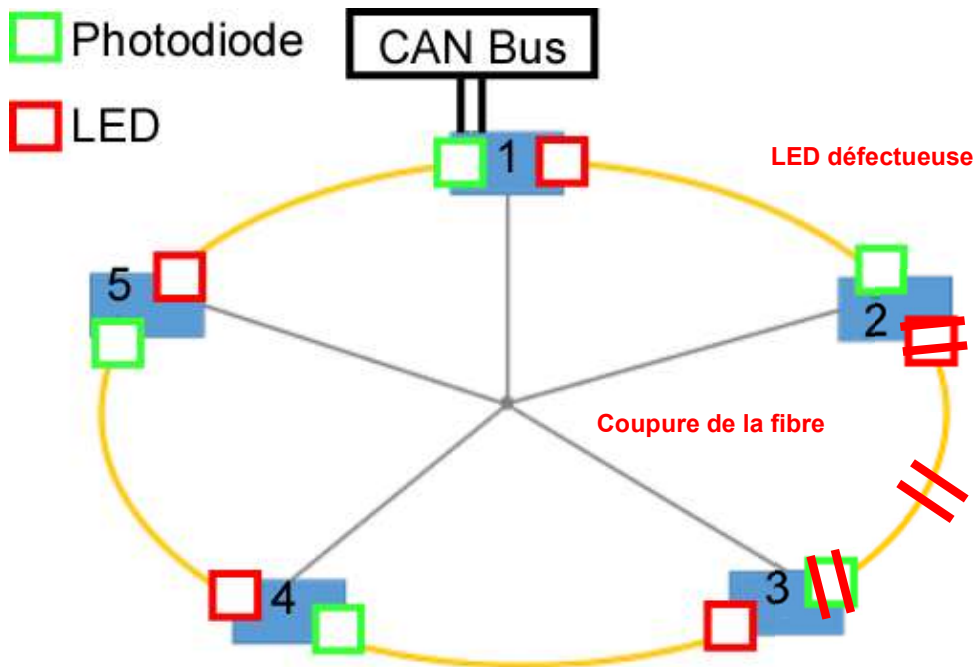 Photodiode
CAN Bus
LED
1
LED défectueuse
5
2
Coupure de la fibre
4
3